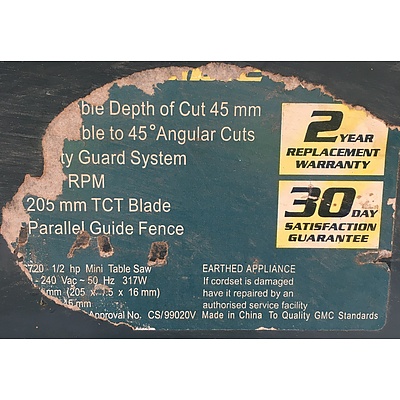 ble Depth of Cut 45 mm
ble to 45° Angular Cuts
ty Guard System
RPM
205 mm TCT Blade
Parallel Guide Fence
2 YEAR
REPLACEMENT
WARRANTY
30 DAY
SATISFACTION
GUARANTEE
720 1/2 hp Mini Table Saw
240 Vac ~ 50 Hz 317W
mm (205 x 1.5 x 16 mm)
5 mm
Approval No. CS/99020V
EARTHED APPLIANCE
If cordset is damaged
have it repaired by an
authorised service facility
Made in China To Quality GMC Standards